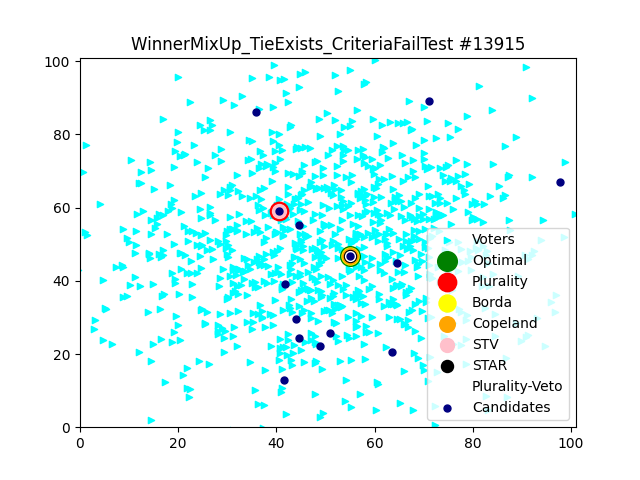 WinnerMixUp_TieExists_CriteriaFailTest #13915
100
80
60
40
20
0
0 20 40 60 80 100
Voters
Optimal
Plurality
Borda
Copeland
STV
STAR
Plurality-Veto
Candidates